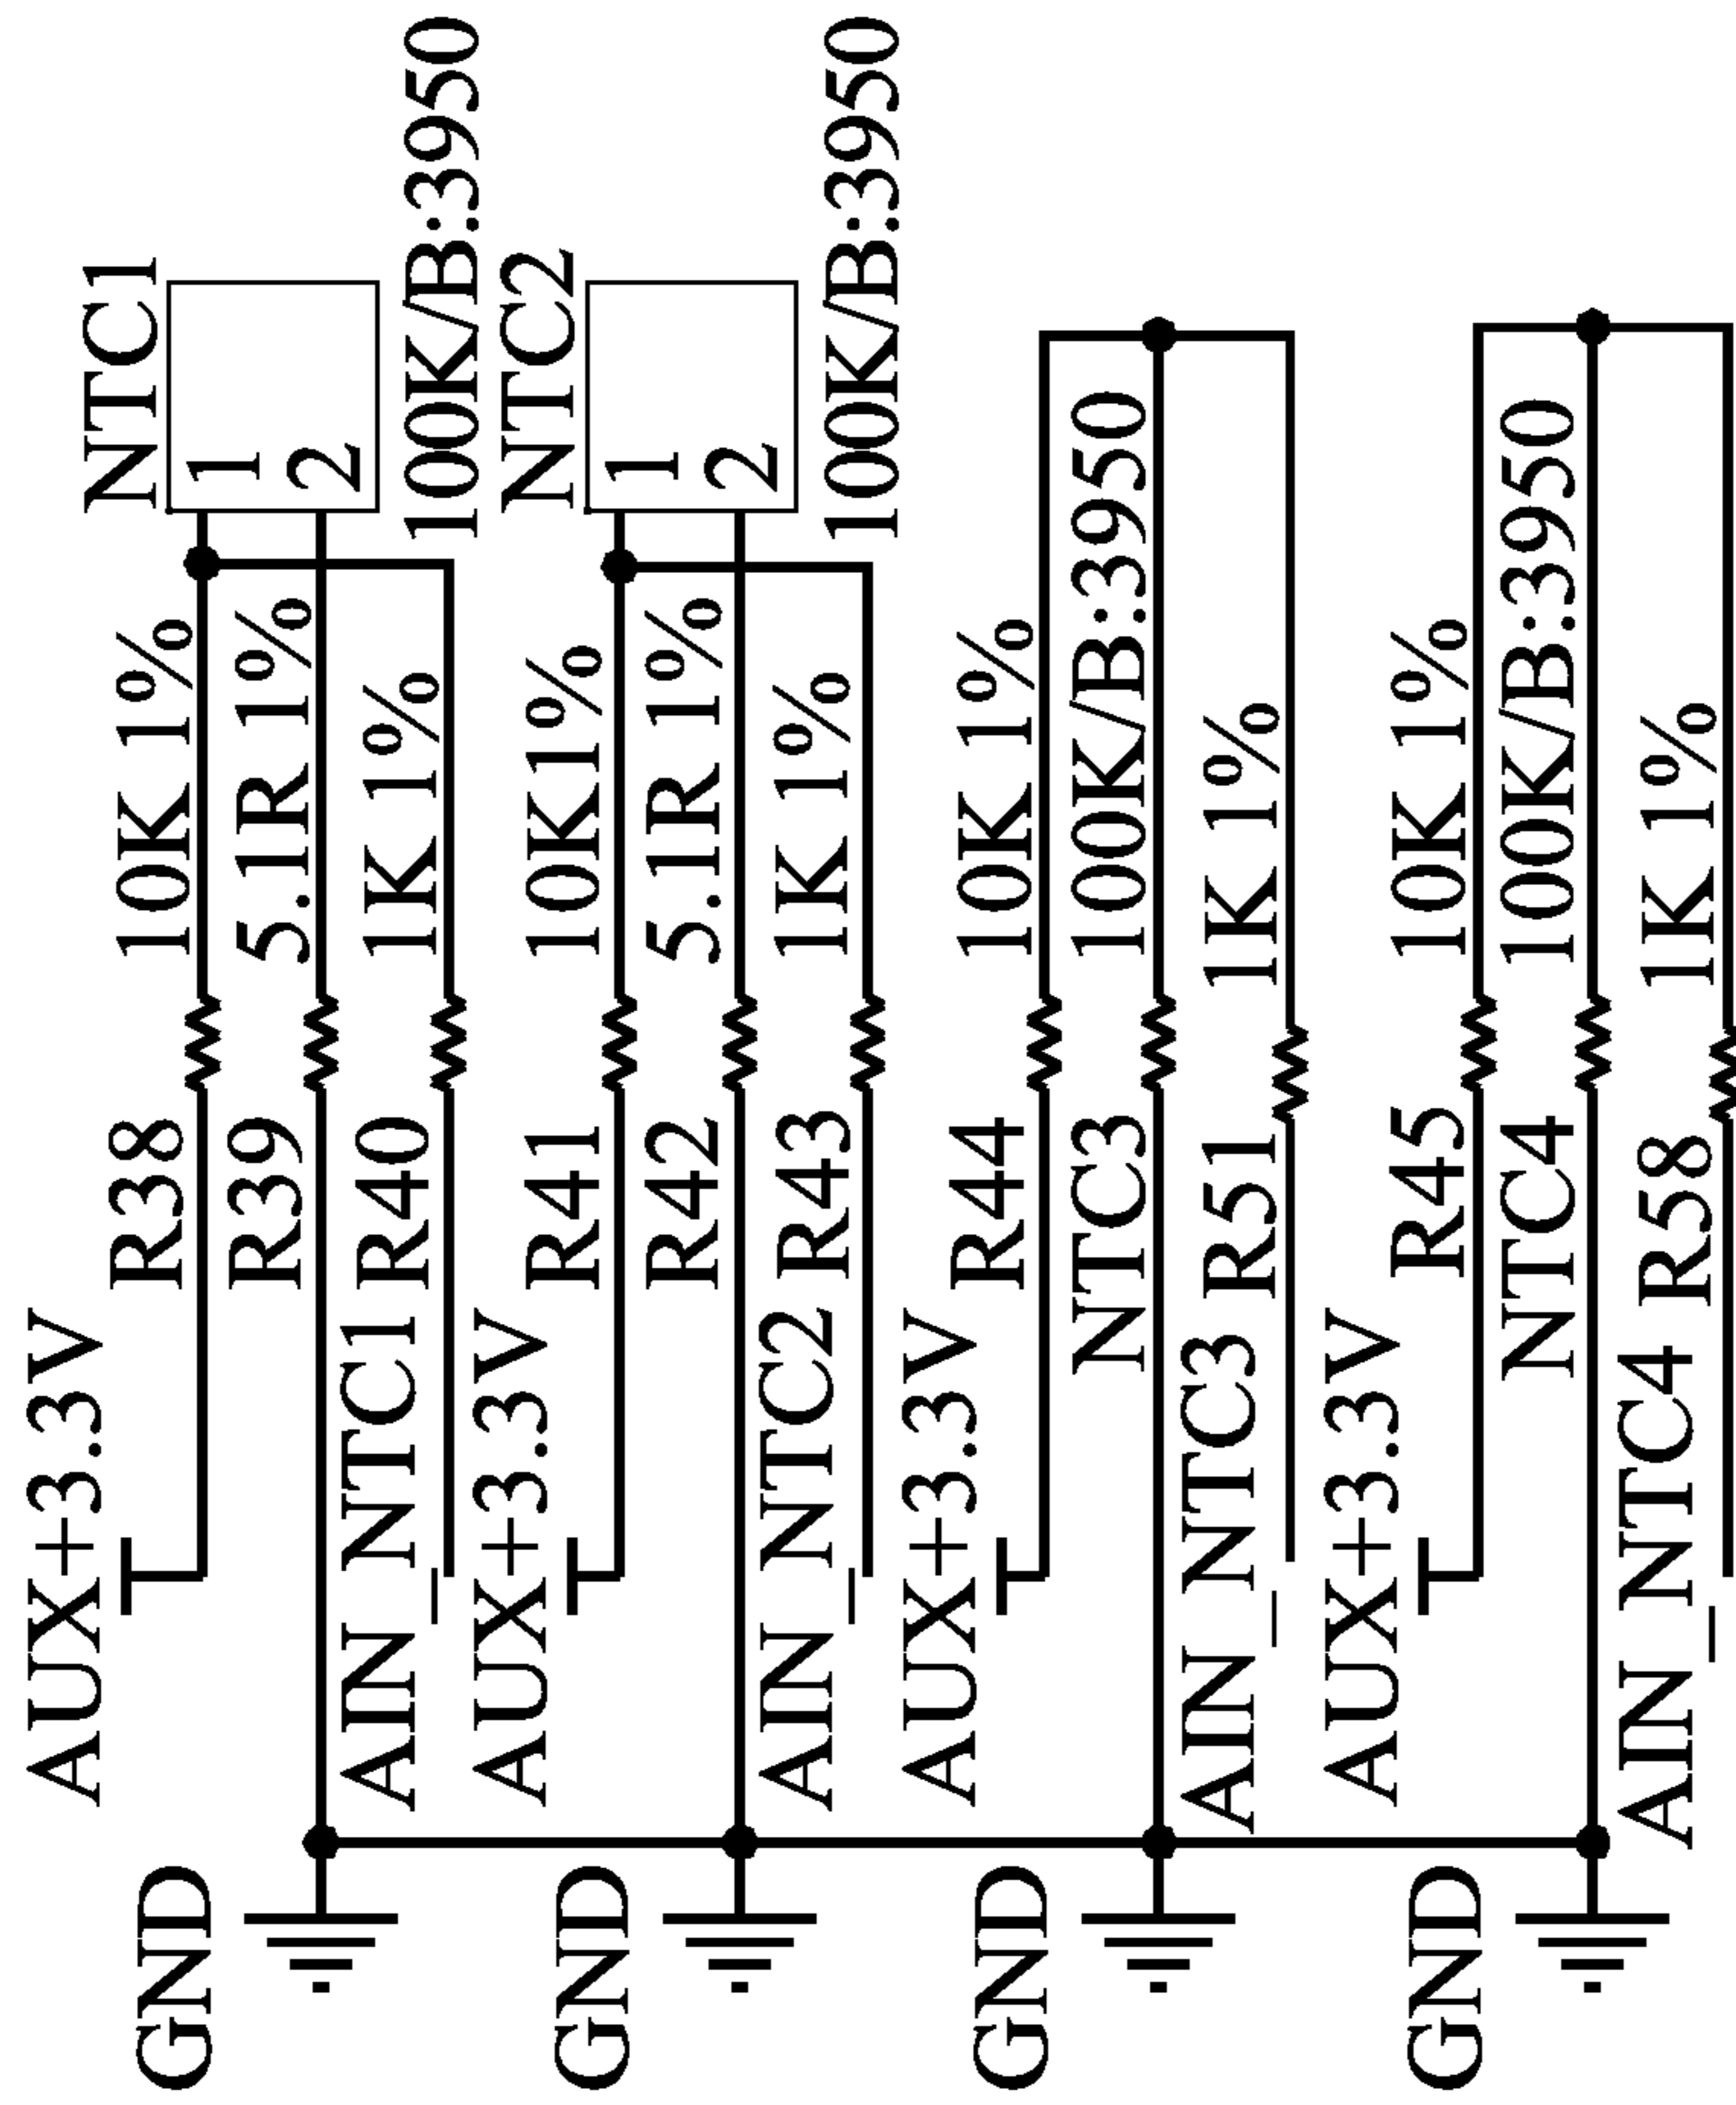 AUX+3.3V
R38 10K 1% NTC1
1
GND R39 5.1R 1% 2
AIN_NTC1 R40 1K 1% 100K/B:3950
AUX+3.3V R41 10K1% NTC2
1
GND R42 5.1R 1% 2
AIN_NTC2 R43 1K 1% 100K/B:3950
AUX+3.3V R44 10K 1%
GND NTC3 100K/B:3950
AIN_NTC3 R51 1K 1%
AUX+3.3V R45 10K 1%
GND NTC4 100K/B:3950
AIN_NTC4 R58 1K 1%